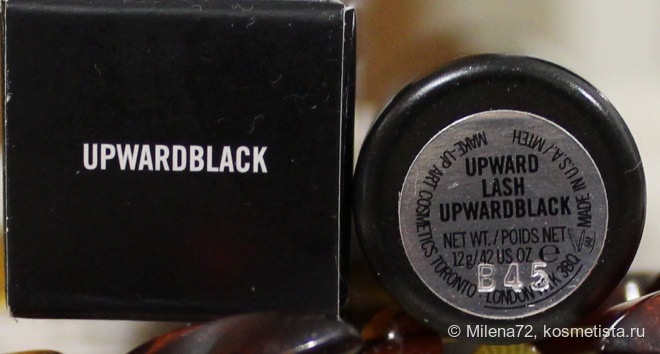 UPWARDBLACK
MAKE-UP ART COSMETICS TORONTO · LONDON
MADE IN U.S.A./
UPWARD
LASH
UPWARDBLACK
NET WT./POIDS NET
12g/.42 US OZ e
B45
© Milena72, kosmetista.ru